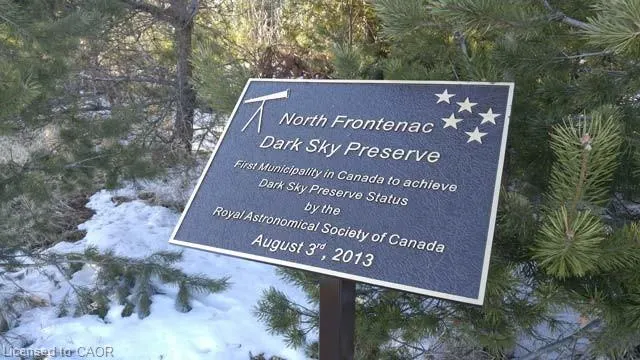 North Frontenac
Dark Sky Preserve
First Municipality in Canada to achieve
Dark Sky Preserve Status
by the
Royal Astronomical Society of Canada
August 3rd, 2013
Licensed to CAOR